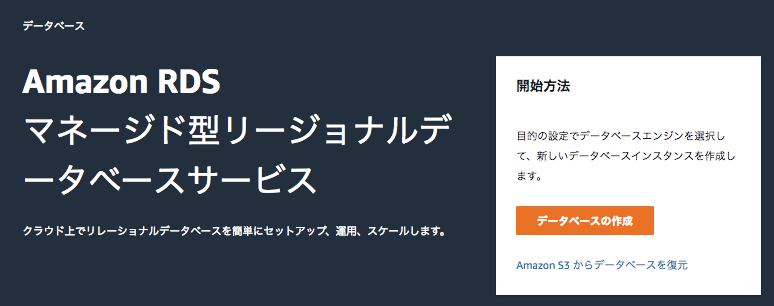 データベース
Amazon RDS
マネージド型リージョナルデ
ータベースサービス
クラウド上でリレーショナルデータベースを簡単にセットアップ、運用、スケールします。
開始方法
目的の設定でデータベースエンジンを選択し
て、新しいデータベースインスタンスを作成し
ます。
データベースの作成
Amazon S3 からデータベースを復元